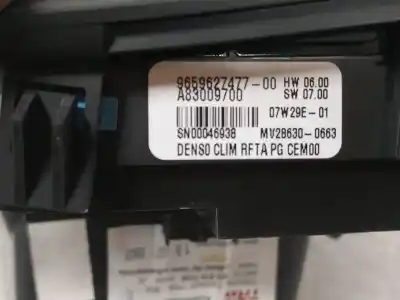 9659627477-00 HW 06.00
A83009700 SW 07.00
07W29E-01
SN00046938 MV28630-0663
DENSO CLIM RFTA PG CEM00